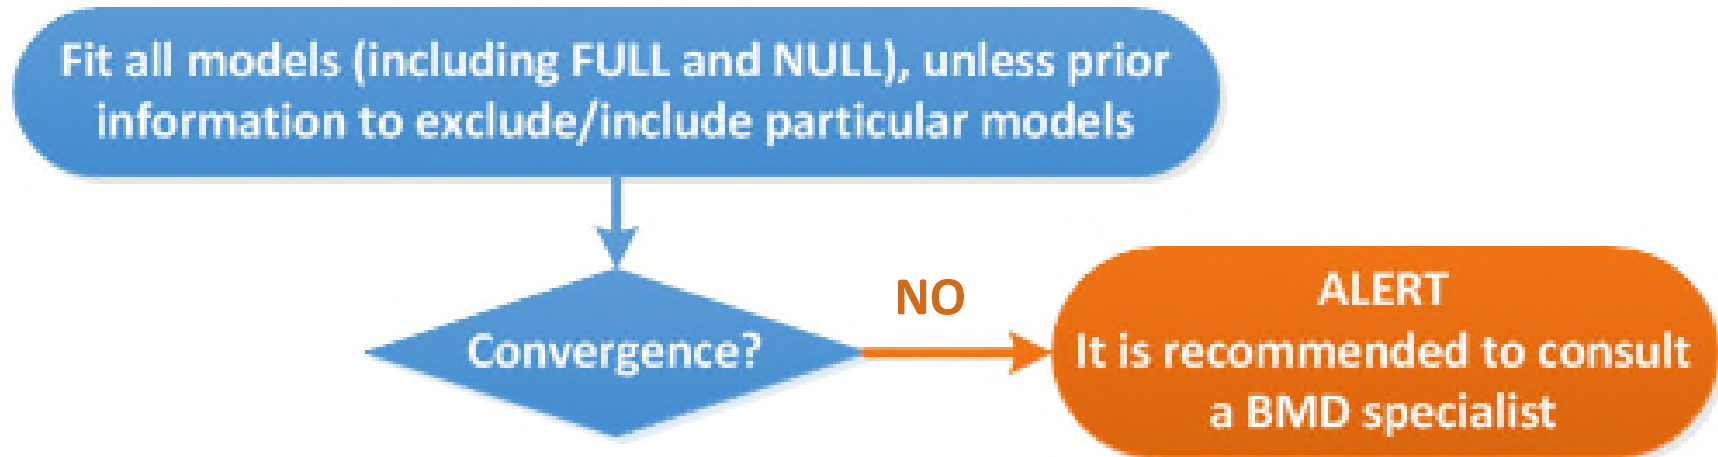 Fit all models (including FULL and NULL), unless prior
information to exclude/include particular models
Convergence?
NO
ALERT
It is recommended to consult
a BMD specialist